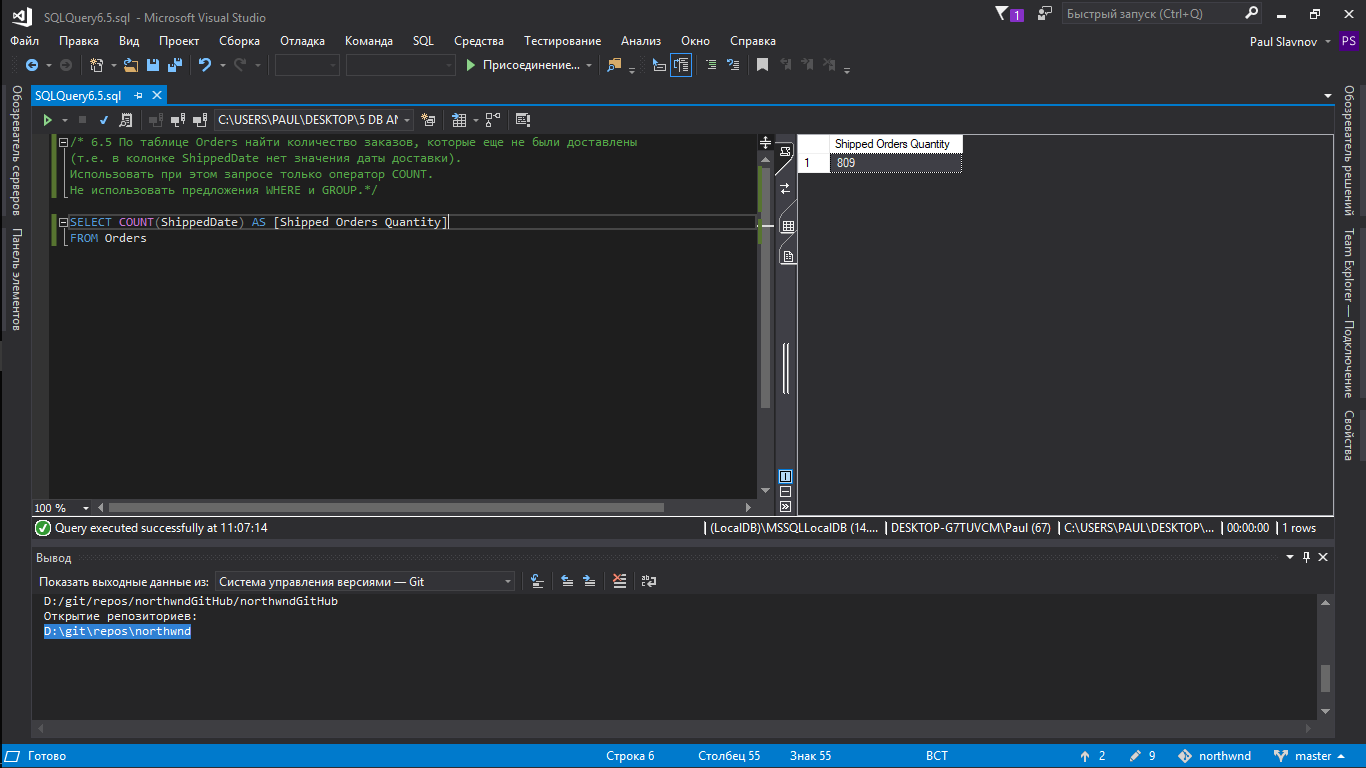 SQLQuery6.5.sql - Microsoft Visual Studio
1
Быстрый запуск (Ctrl+Q)
Файл Правка Вид Проект Сборка Отладка Команда SQL Средства Тестирование Анализ Окно Справка
Paul Slavnov PS
Присоединение...
Обозреватель серверов
Панель элементов
SQLQuery6.5.sql
C:\USERS\PAUL\DESKTOP\5 DB AN
/* 6.5 По таблице Orders найти количество заказов, которые еще не были доставлены
(т.е. в колонке ShippedDate нет значения даты доставки).
Использовать при этом запросе только оператор COUNT.
Не использовать предложения WHERE и GROUP.*/
SELECT COUNT(ShippedDate) AS [Shipped Orders Quantity]
FROM Orders
100 %
Shipped Orders Quantity
1 809
Обозреватель решений
Team Explorer — Подключение
Свойства
Query executed successfully at 11:07:14
(LocalDB)\MSSQLLocalDB (14.... DESKTOP-G7TUVCM\Paul (67) C:\USERS\PAUL\DESKTOP\... 00:00:00 1 rows
Вывод
Показать выходные данные из: Система управления версиями — Git
D:/git/repos/northwndGitHub/northwndGitHub
Открытие репозиториев:
D:\git\repos\northwnd
Готово Строка 6 Столбец 55 Знак 55 ВСТ 2 9 northwnd master